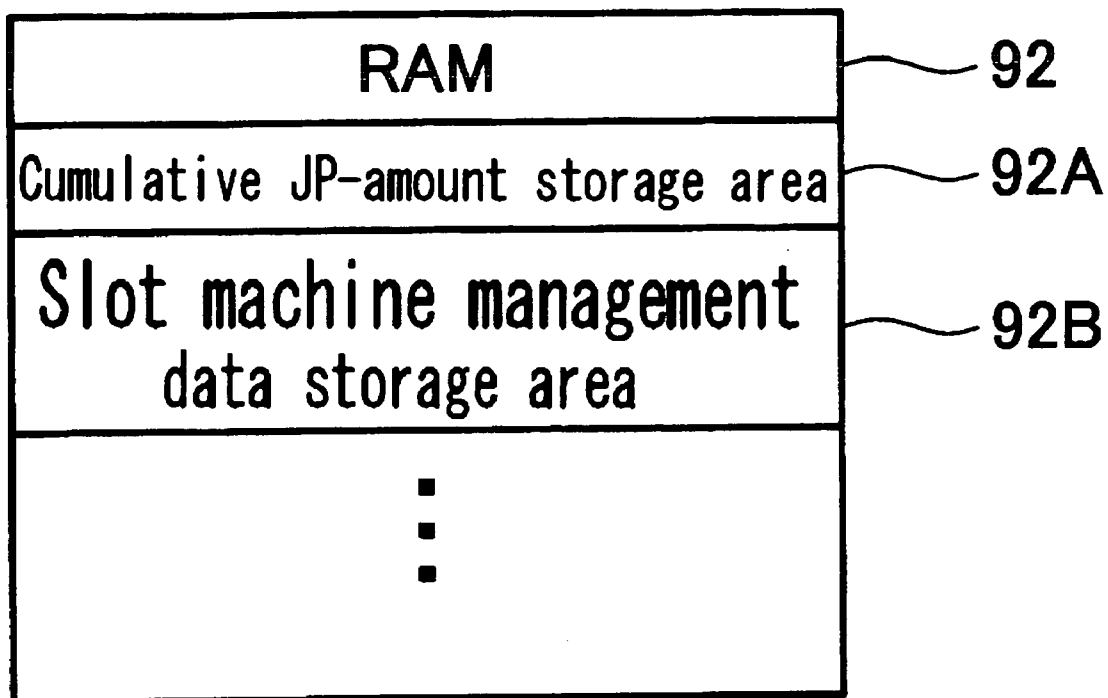 RAM
92
Cumulative JP-amount storage area
92A
Slot machine management
data storage area
92B